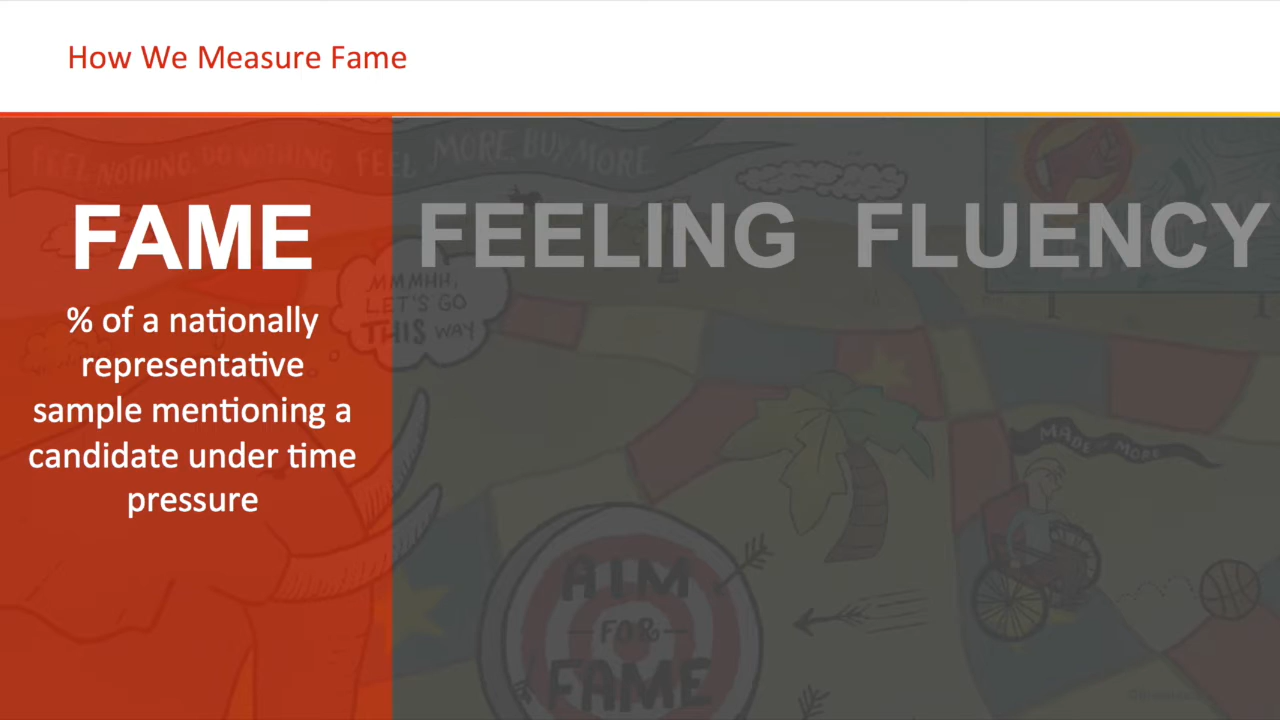 How We Measure Fame
FEEL NOTHING, DO NOTHING. FEEL MORE, BUY MORE
FAME
FEELING
FLUENCY
MMMHH,
LET'S GO
THIS WAY
% of a nationally
representative
sample mentioning a
candidate under time
pressure
MADE MORE
AIM
FOR
FAME